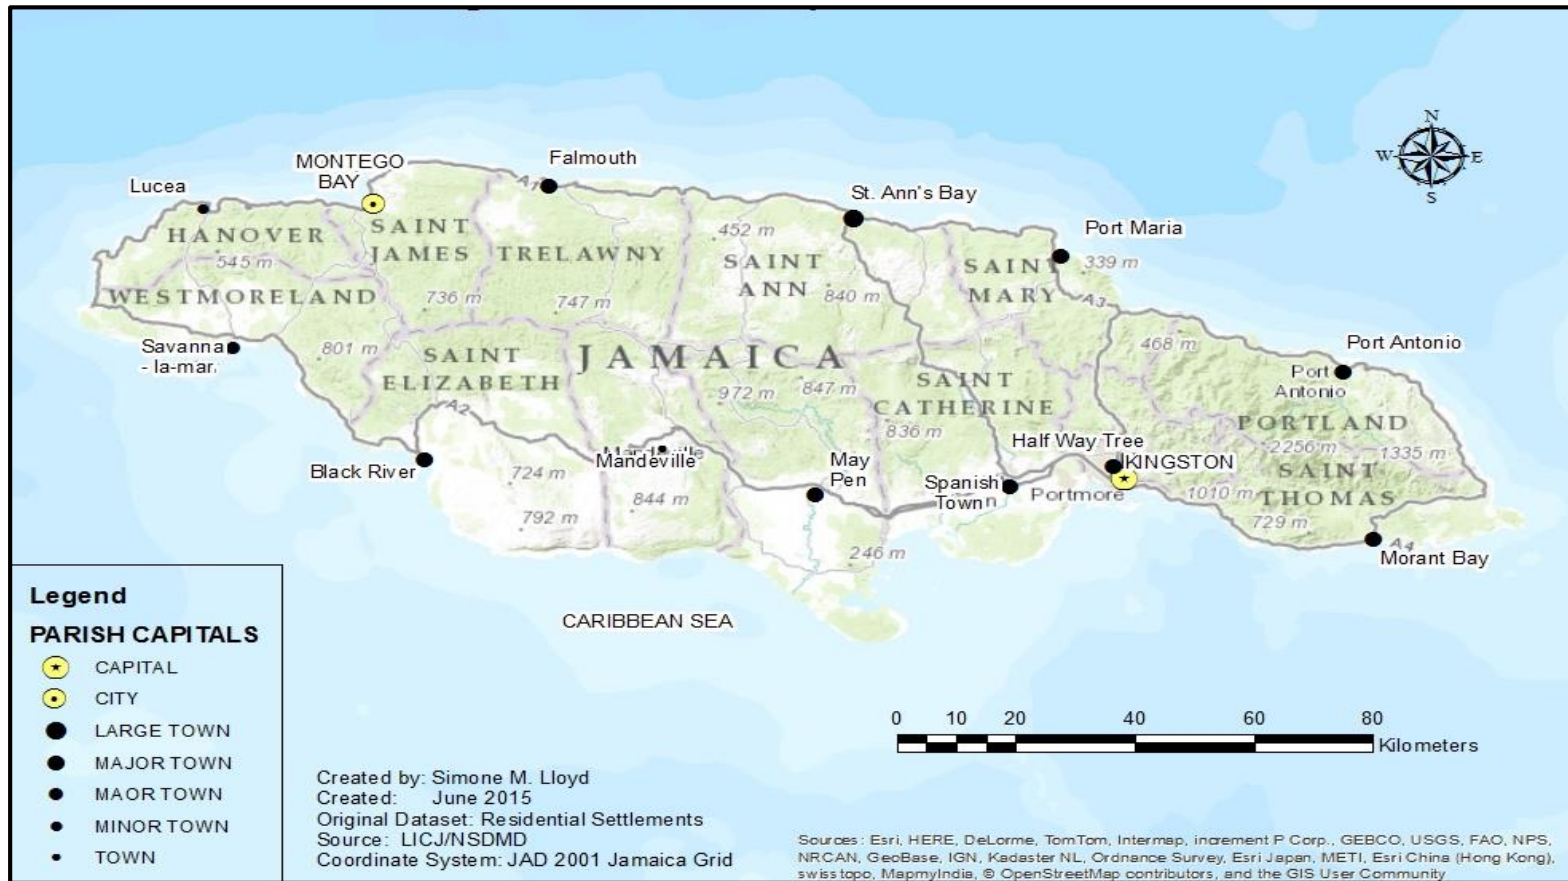 N
W E
S
MONTEGO
BAY
Falmouth
Lucea
St. Ann's Bay
Port Maria
A1
HANOVER
SAINT
JAMES
TRELAWNY
452 m
SAINT
ANN
SAINT
MARY
339 m
545 m
WESTMORELAND
736 m
747 m
840 m
A3
468 m
Port Antonio
Savanna
- la-mar
801 m
SAINT
ELIZABETH
JAMAICA
972 m
847 m
SAINT
CATHERINE
Port
Antonio
PORTLAND
A2
836 m
Half Way Tree
2256 m
1335 m
Black River
724 m
Mandeville
May
Pen
Spanish
Town
KINGSTON
Portmore
SAINT
THOMAS
1010 m
844 m
792 m
729 m
246 m
A4
Morant Bay
CARIBBEAN SEA
Legend
PARISH CAPITALS
CAPITAL
CITY
LARGE TOWN
MAJOR TOWN
MAOR TOWN
MINOR TOWN
TOWN
0 10 20 40 60 80
Kilometers
Created by: Simone M. Lloyd
Created: June 2015
Original Dataset: Residential Settlements
Source: LICJ/NSDMD
Coordinate System: JAD 2001 Jamaica Grid
Sources: Esri, HERE, DeLorme, TomTom, Intermap, increment P Corp., GEBCO, USGS, FAO, NPS,
NRCAN, GeoBase, IGN, Kadaster NL, Ordnance Survey, Esri Japan, METI, Esri China (Hong Kong),
swisstopo, MapmyIndia, © OpenStreetMap contributors, and the GIS User Community